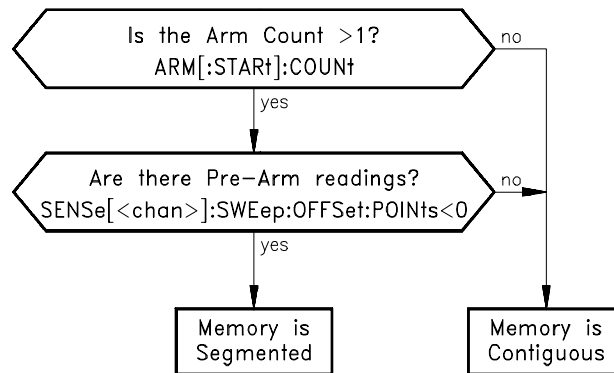 Is the Arm Count >1?
ARM[:STARt]:COUNt
no
yes
Are there Pre-Arm readings?
SENSe[<chan>]:SWEep:OFFSet:POINts<0
no
yes
Memory is
Segmented
Memory is
Contiguous